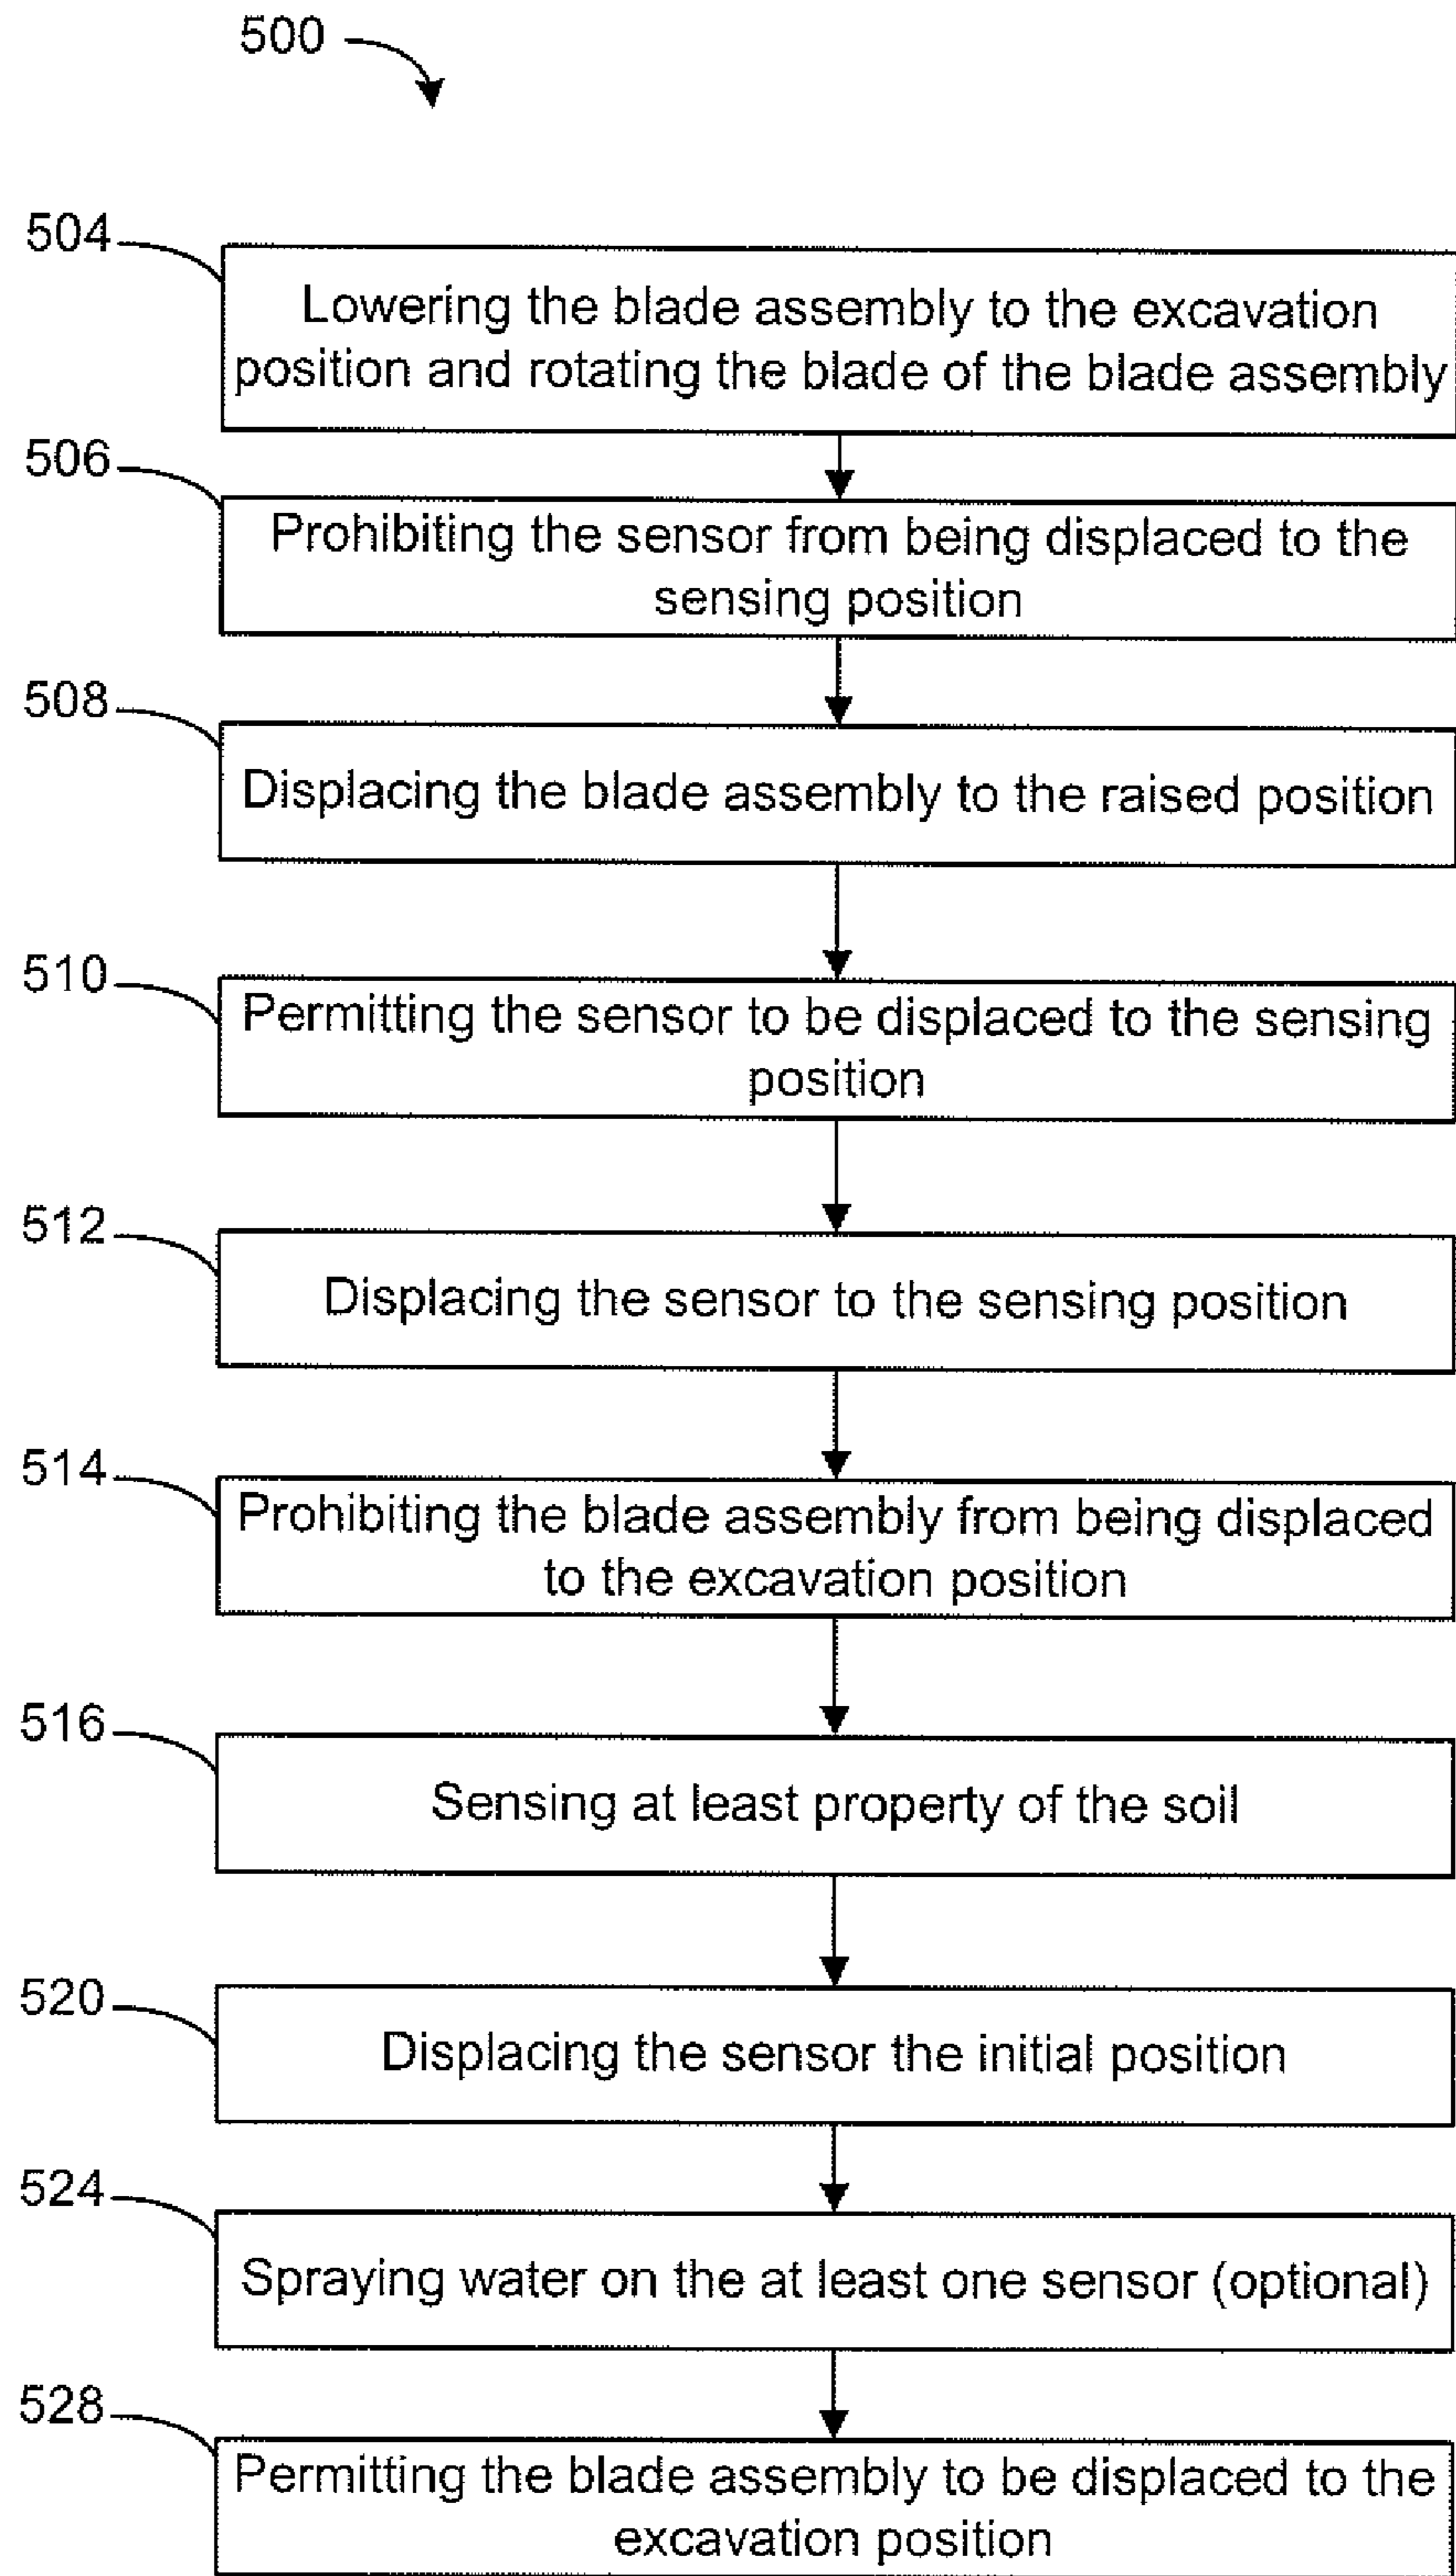 500
504
Lowering the blade assembly to the excavation
position and rotating the blade of the blade assembly
506
Prohibiting the sensor from being displaced to the
sensing position
508
Displacing the blade assembly to the raised position
510
Permitting the sensor to be displaced to the sensing
position
512
Displacing the sensor to the sensing position
514
Prohibiting the blade assembly from being displaced
to the excavation position
516
Sensing at least property of the soil
520
Displacing the sensor the initial position
524
Spraying water on the at least one sensor (optional)
528
Permitting the blade assembly to be displaced to the
excavation position